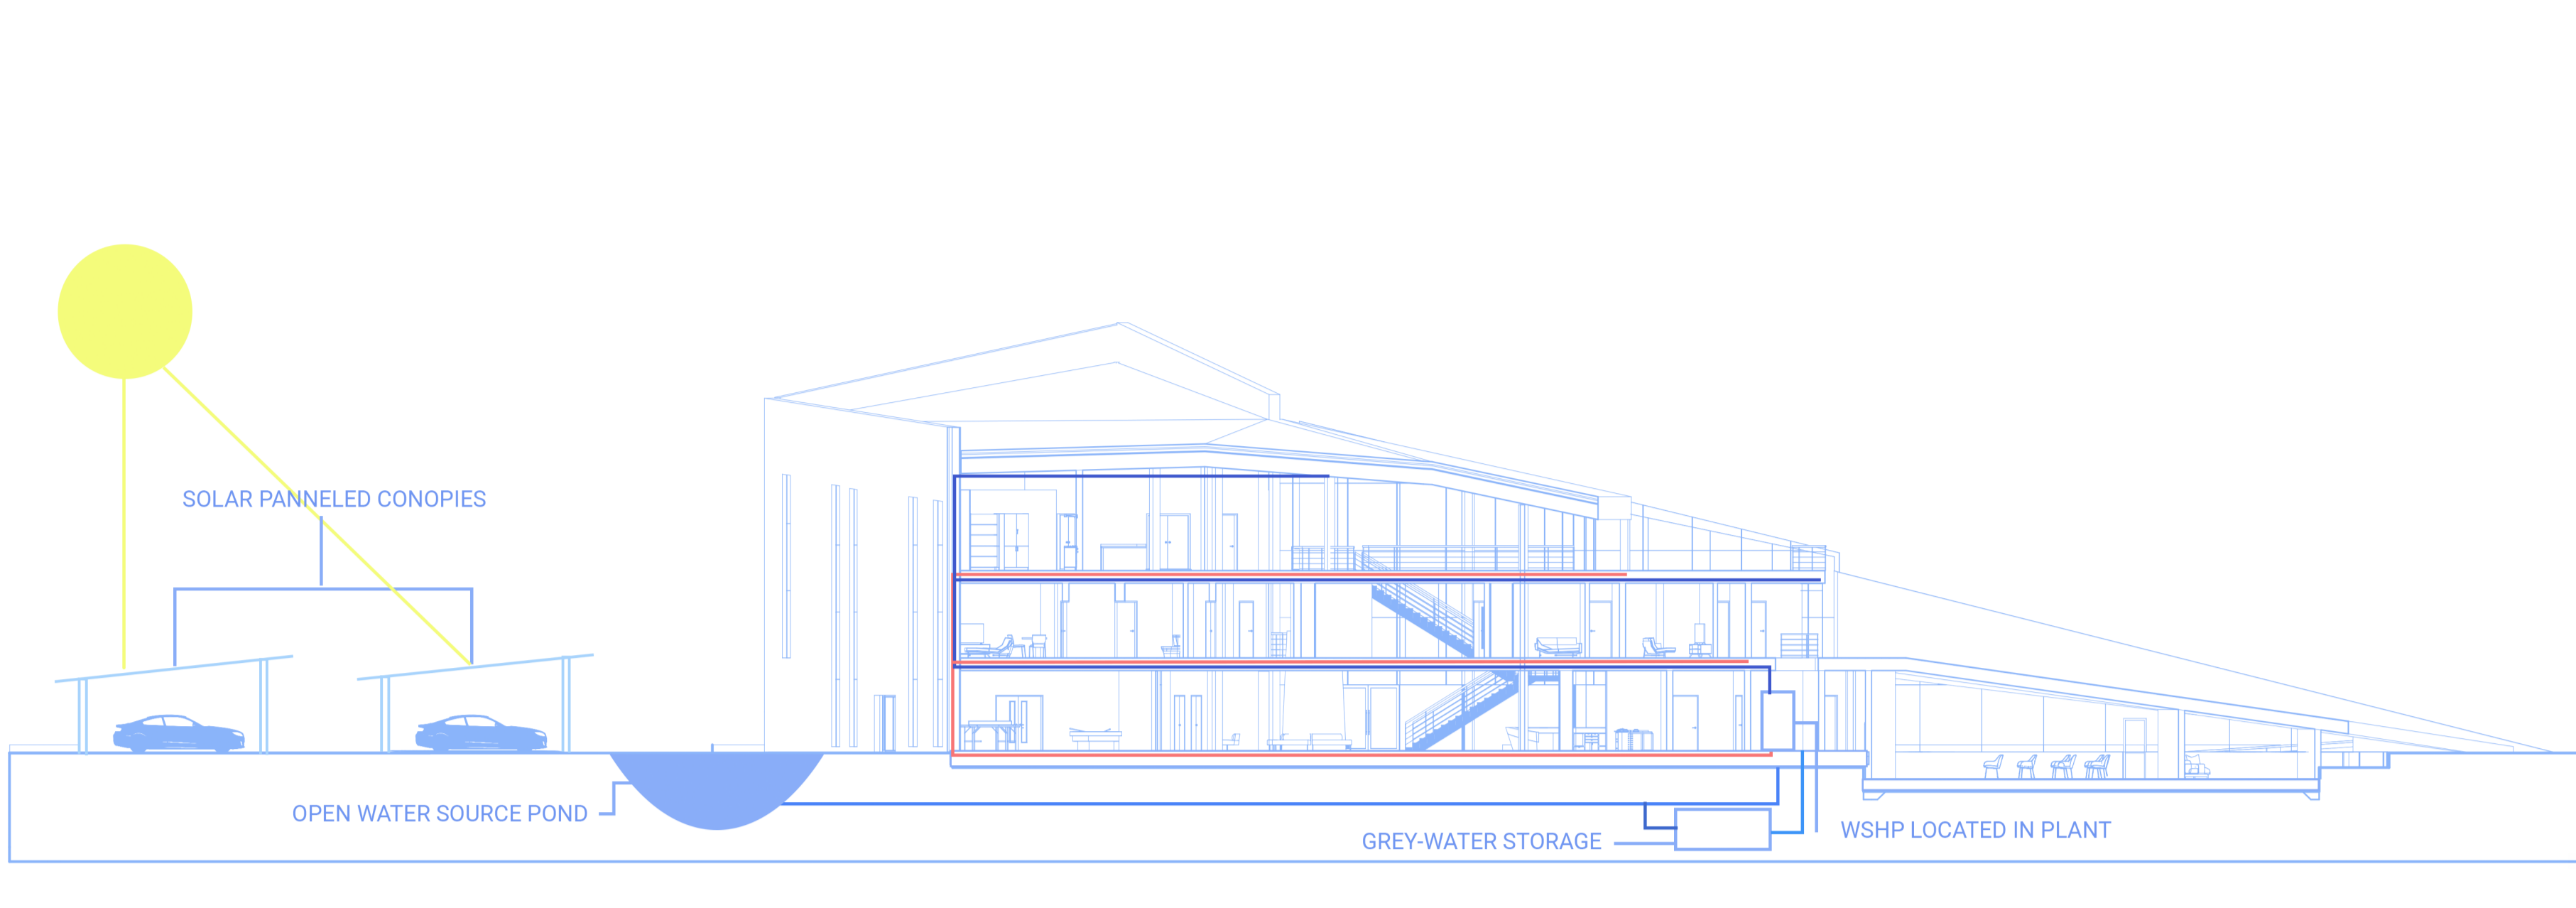 SOLAR PANNELED CONOPIES
OPEN WATER SOURCE POND
GREY-WATER STORAGE
WSHP LOCATED IN PLANT